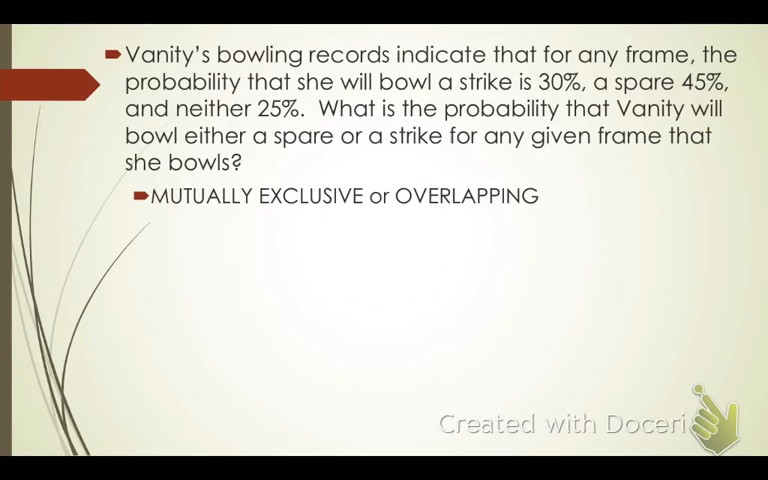 Vanity's bowling records indicate that for any frame, the
probability that she will bowl a strike is 30%, a spare 45%,
and neither 25%. What is the probability that Vanity will
bowl either a spare or a strike for any given frame that
she bowls?
MUTUALLY EXCLUSIVE or OVERLAPPING
Created with Doceri